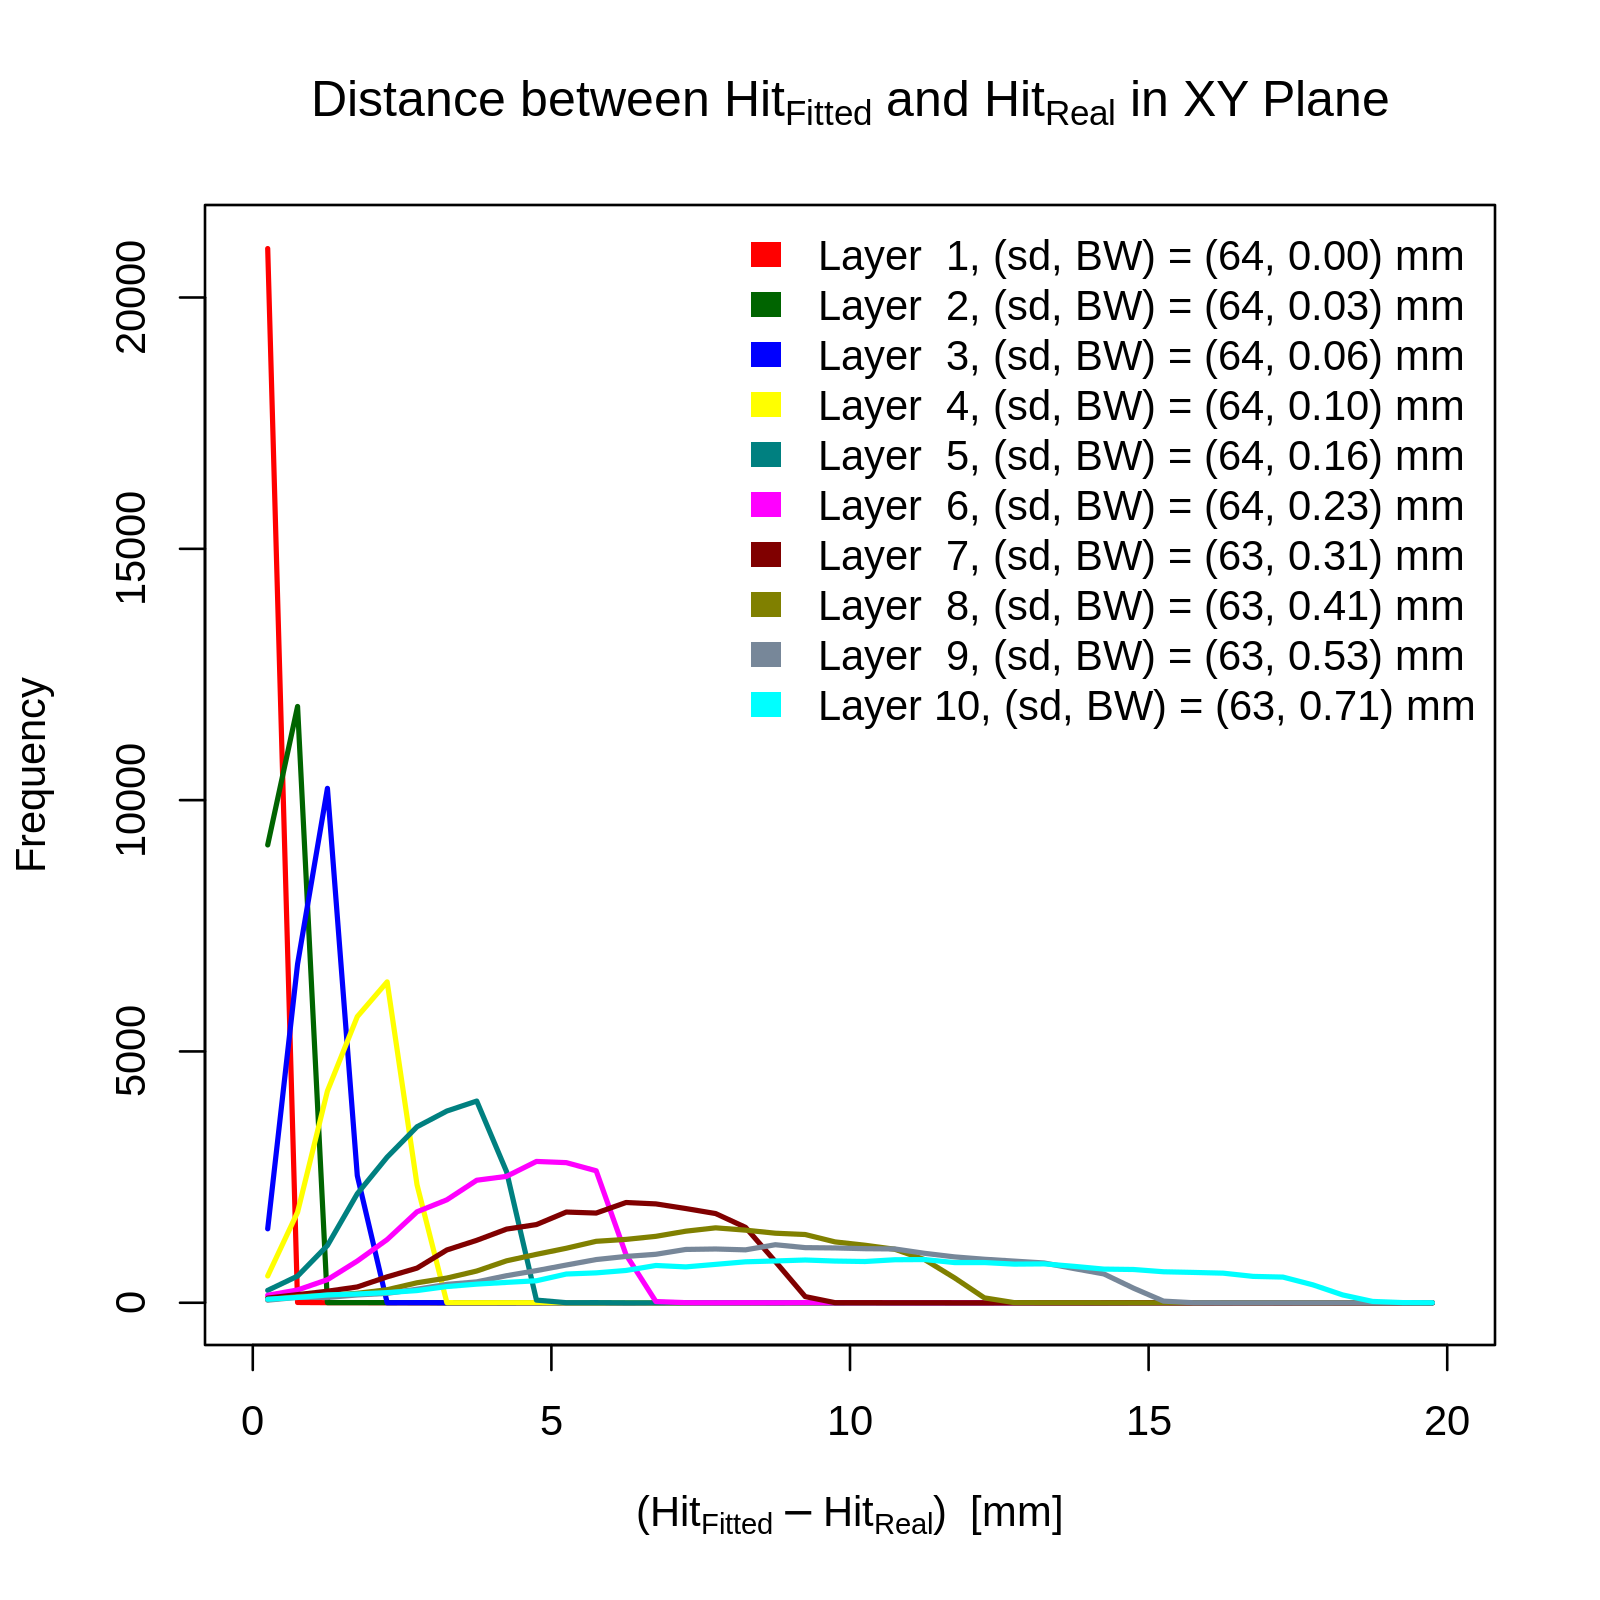 Distance between HitFitted and HitReal in XY Plane
Layer 1, (sd, BW) = (64, 0.00) mm
Layer 2, (sd, BW) = (64, 0.03) mm
Layer 3, (sd, BW) = (64, 0.06) mm
Layer 4, (sd, BW) = (64, 0.10) mm
Layer 5, (sd, BW) = (64, 0.16) mm
Layer 6, (sd, BW) = (64, 0.23) mm
Layer 7, (sd, BW) = (63, 0.31) mm
Layer 8, (sd, BW) = (63, 0.41) mm
Layer 9, (sd, BW) = (63, 0.53) mm
Layer 10, (sd, BW) = (63, 0.71) mm
Frequency
20000
15000
10000
5000
0
0 5 10 15 20
(HitFitted − HitReal) [mm]